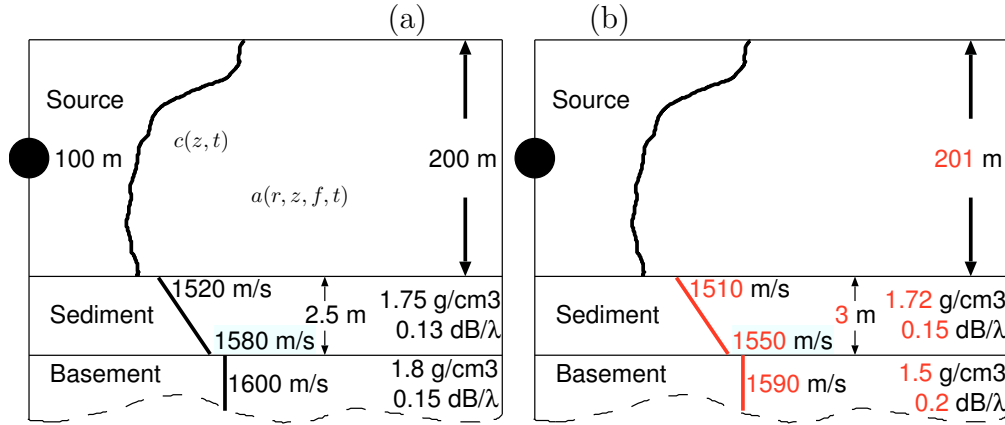 (a)
Source
100 m
c(z, t)
a(r, z, f, t)
200 m
Sediment
1520 m/s
1580 m/s
2.5 m
1.75 g/cm3
0.13 dB/λ
Basement
1600 m/s
1.8 g/cm3
0.15 dB/λ
(b)
Source
201 m
Sediment
1510 m/s
1550 m/s
3 m
1.72 g/cm3
0.15 dB/λ
Basement
1590 m/s
1.5 g/cm3
0.2 dB/λ